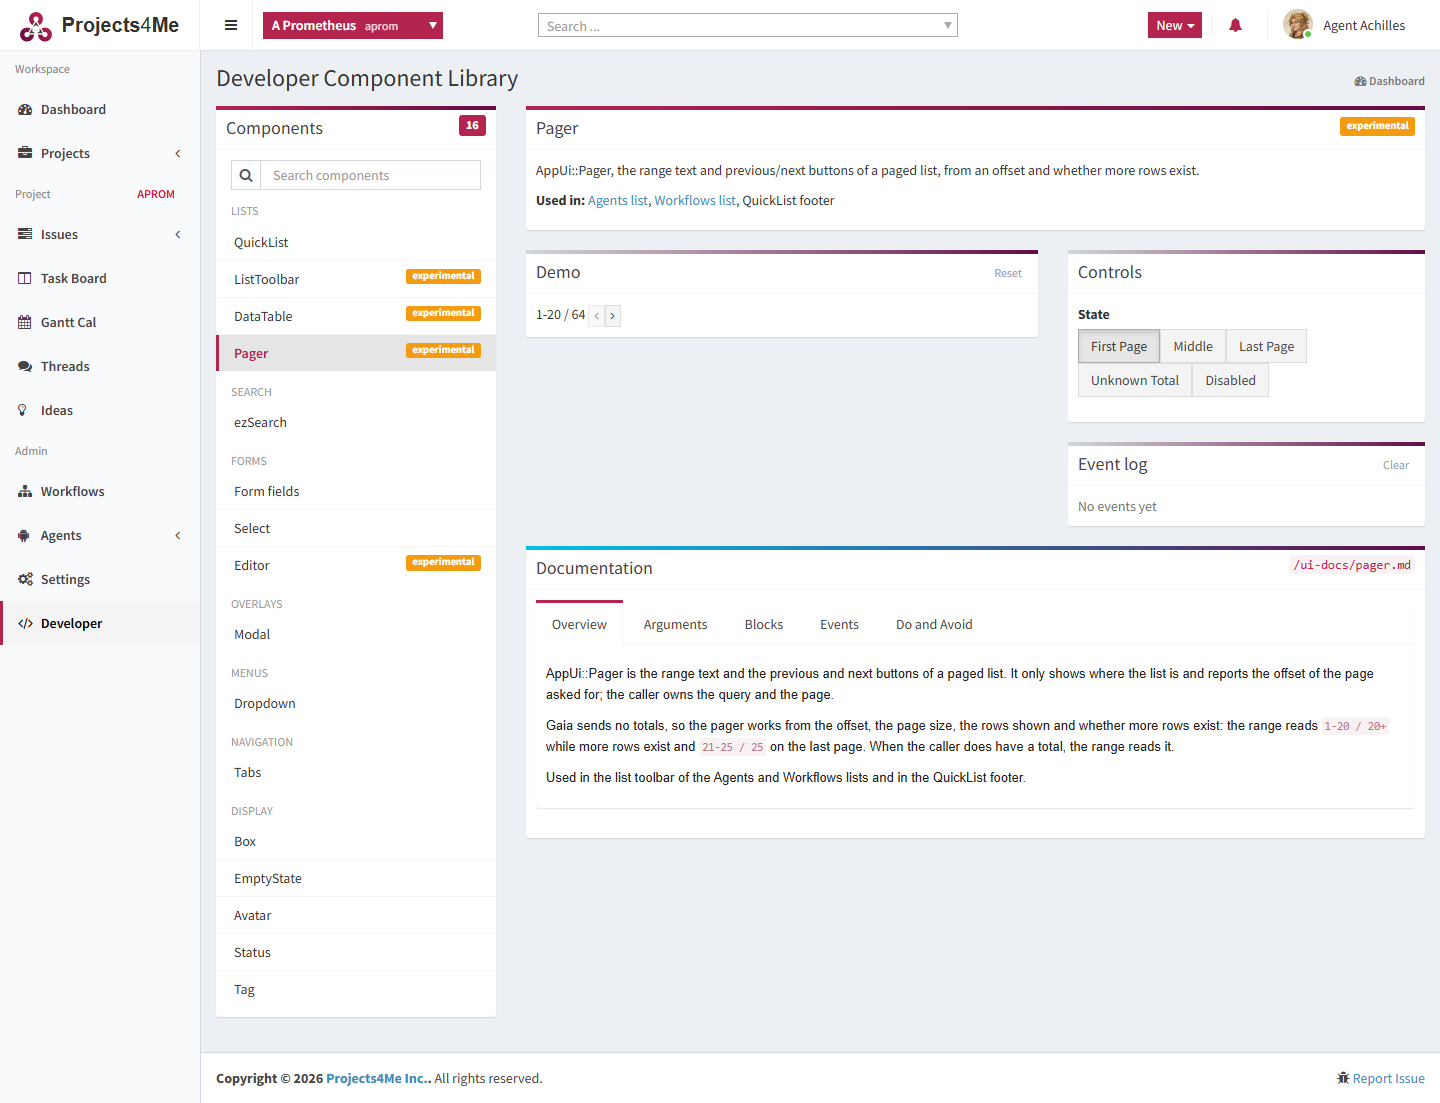 Projects4Me
A Prometheus aprom
Search ...
New
Agent Achilles
Workspace
Dashboard
Projects
Project APROM
Issues
Task Board
Gantt Cal
Threads
Ideas
Admin
Workflows
Agents
Settings
Developer
Developer Component Library
Dashboard
Components 16
Search components
LISTS
QuickList
ListToolbar experimental
DataTable experimental
Pager experimental
SEARCH
ezSearch
FORMS
Form fields
Select
Editor experimental
OVERLAYS
Modal
MENUS
Dropdown
NAVIGATION
Tabs
DISPLAY
Box
EmptyState
Avatar
Status
Tag
Pager experimental
AppUi::Pager, the range text and previous/next buttons of a paged list, from an offset and whether more rows exist.
Used in: Agents list, Workflows list, QuickList footer
Demo Reset
1-20 / 64 < >
Controls
State
First Page Middle Last Page
Unknown Total Disabled
Event log Clear
No events yet
Documentation /ui-docs/pager.md
Overview Arguments Blocks Events Do and Avoid
AppUi::Pager is the range text and the previous and next buttons of a paged list. It only shows where the list is and reports the offset of the page
asked for; the caller owns the query and the page.
Gaia sends no totals, so the pager works from the offset, the page size, the rows shown and whether more rows exist: the range reads 1-20 / 20+
while more rows exist and 21-25 / 25 on the last page. When the caller does have a total, the range reads it.
Used in the list toolbar of the Agents and Workflows lists and in the QuickList footer.
Copyright © 2026 Projects4Me Inc.. All rights reserved.
Report Issue